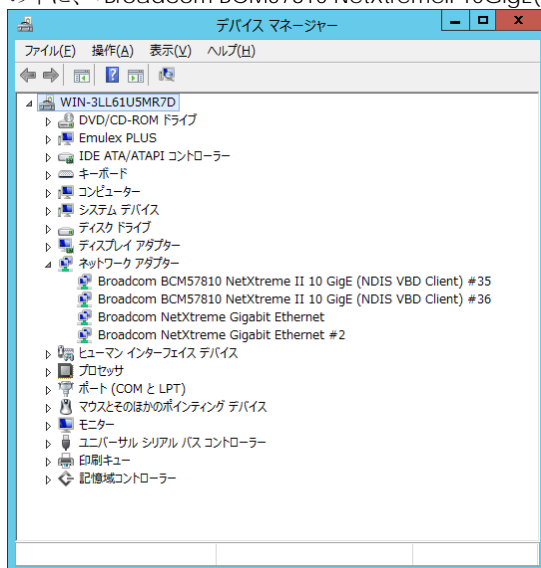 の下に、「Broadcom BCM57810 NetXtremeII 10GigE(
デバイス マネージャー
ファイル(F) 操作(A) 表示(V) ヘルプ(H)
WIN-3LL61U5MR7D
DVD/CD-ROM ドライブ
Emulex PLUS
IDE ATA/ATAPI コントローラー
キーボード
コンピューター
システム デバイス
ディスク ドライブ
ディスプレイ アダプター
ネットワーク アダプター
Broadcom BCM57810 NetXtreme II 10 GigE (NDIS VBD Client) #35
Broadcom BCM57810 NetXtreme II 10 GigE (NDIS VBD Client) #36
Broadcom NetXtreme Gigabit Ethernet
Broadcom NetXtreme Gigabit Ethernet #2
ヒューマン インターフェイス デバイス
プロセッサ
ポート (COM と LPT)
マウスとそのほかのポインティング デバイス
モニター
ユニバーサル シリアル バス コントローラー
印刷キュー
記憶域コントローラー